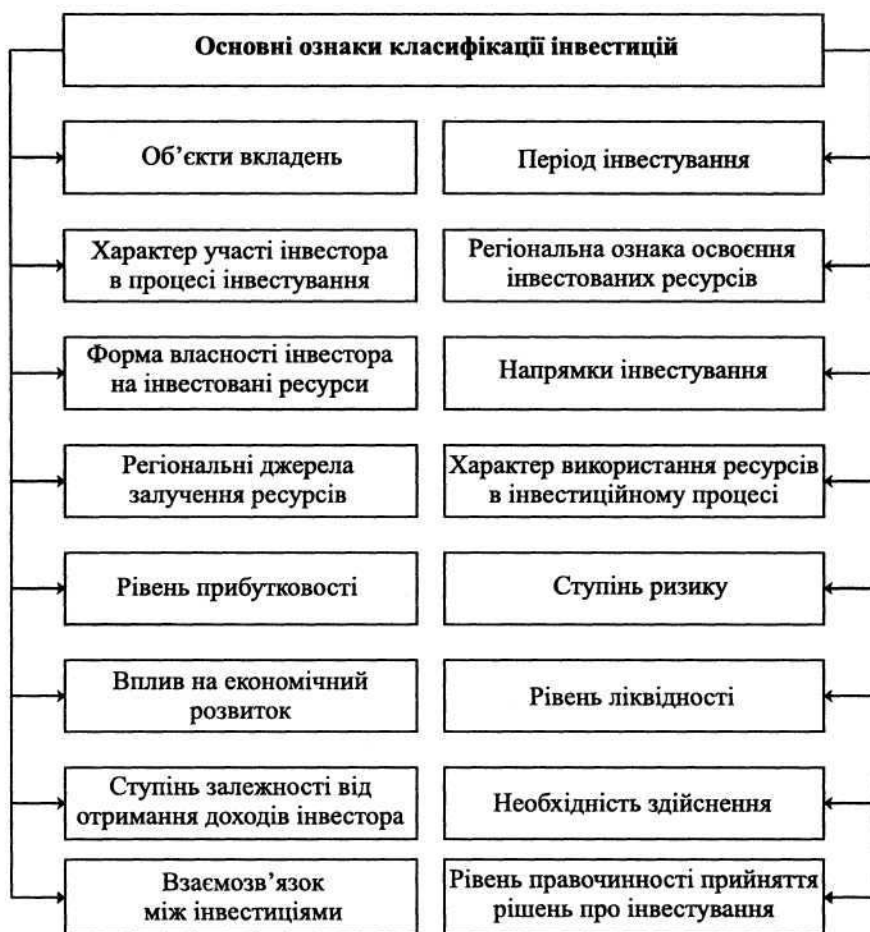 Основні ознаки класифікації інвестицій
Об’єкти вкладень
Період інвестування
Характер участі інвестора
в процесі інвестування
Регіональна ознака освоєння
інвестованих ресурсів
Форма власності інвестора
на інвестовані ресурси
Напрямки інвестування
Регіональні джерела
залучення ресурсів
Характер використання ресурсів
в інвестиційному процесі
Рівень прибутковості
Ступінь ризику
Вплив на економічний
розвиток
Рівень ліквідності
Ступінь залежності від
отримання доходів інвестора
Необхідність здійснення
Взаємозв’язок
між інвестиціями
Рівень правочинності прийняття
рішень про інвестування